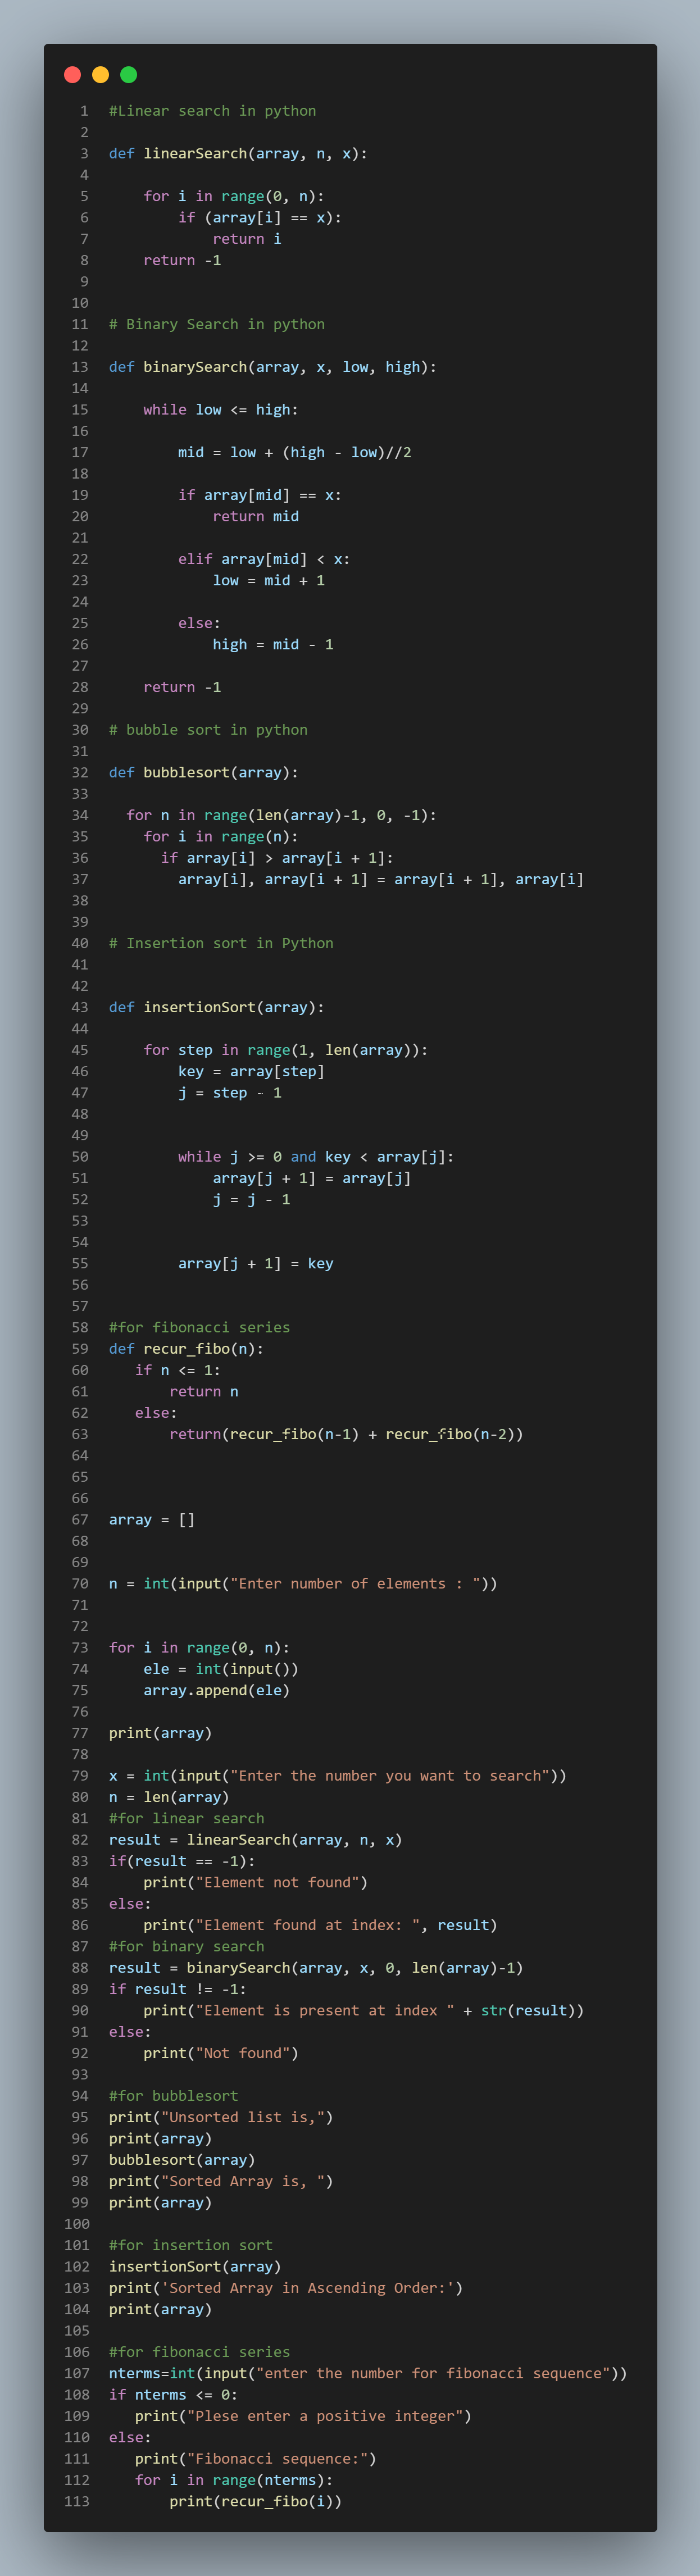 1 #Linear search in python
2
3 def linearSearch(array, n, x):
4
5     for i in range(0, n):
6         if (array[i] == x):
7             return i
8     return -1
9
10
11 # Binary Search in python
12
13 def binarySearch(array, x, low, high):
14
15     while low <= high:
16
17         mid = low + (high - low)//2
18
19         if array[mid] == x:
20             return mid
21
22         elif array[mid] < x:
23             low = mid + 1
24
25         else:
26             high = mid - 1
27
28     return -1
29
30 # bubble sort in python
31
32 def bubblesort(array):
33
34   for n in range(len(array)-1, 0, -1):
35     for i in range(n):
36       if array[i] > array[i + 1]:
37         array[i], array[i + 1] = array[i + 1], array[i]
38
39
40 # Insertion sort in Python
41
42
43 def insertionSort(array):
44
45     for step in range(1, len(array)):
46         key = array[step]
47         j = step - 1
48
49
50         while j >= 0 and key < array[j]:
51             array[j + 1] = array[j]
52             j = j - 1
53
54
55         array[j + 1] = key
56
57
58 #for fibonacci series
59 def recur_fibo(n):
60    if n <= 1:
61        return n
62    else:
63        return(recur_fibo(n-1) + recur_fibo(n-2))
64
65
66
67 array = []
68
69
70 n = int(input("Enter number of elements : "))
71
72
73 for i in range(0, n):
74     ele = int(input())
75     array.append(ele)
76
77 print(array)
78
79 x = int(input("Enter the number you want to search"))
80 n = len(array)
81 #for linear search
82 result = linearSearch(array, n, x)
83 if(result == -1):
84     print("Element not found")
85 else:
86     print("Element found at index: ", result)
87 #for binary search
88 result = binarySearch(array, x, 0, len(array)-1)
89 if result != -1:
90     print("Element is present at index " + str(result))
91 else:
92     print("Not found")
93
94 #for bubblesort
95 print("Unsorted list is,")
96 print(array)
97 bubblesort(array)
98 print("Sorted Array is, ")
99 print(array)
100
101 #for insertion sort
102 insertionSort(array)
103 print('Sorted Array in Ascending Order:')
104 print(array)
105
106 #for fibonacci series
107 nterms=int(input("enter the number for fibonacci sequence"))
108 if nterms <= 0:
109    print("Plese enter a positive integer")
110 else:
111    print("Fibonacci sequence:")
112    for i in range(nterms):
113        print(recur_fibo(i))